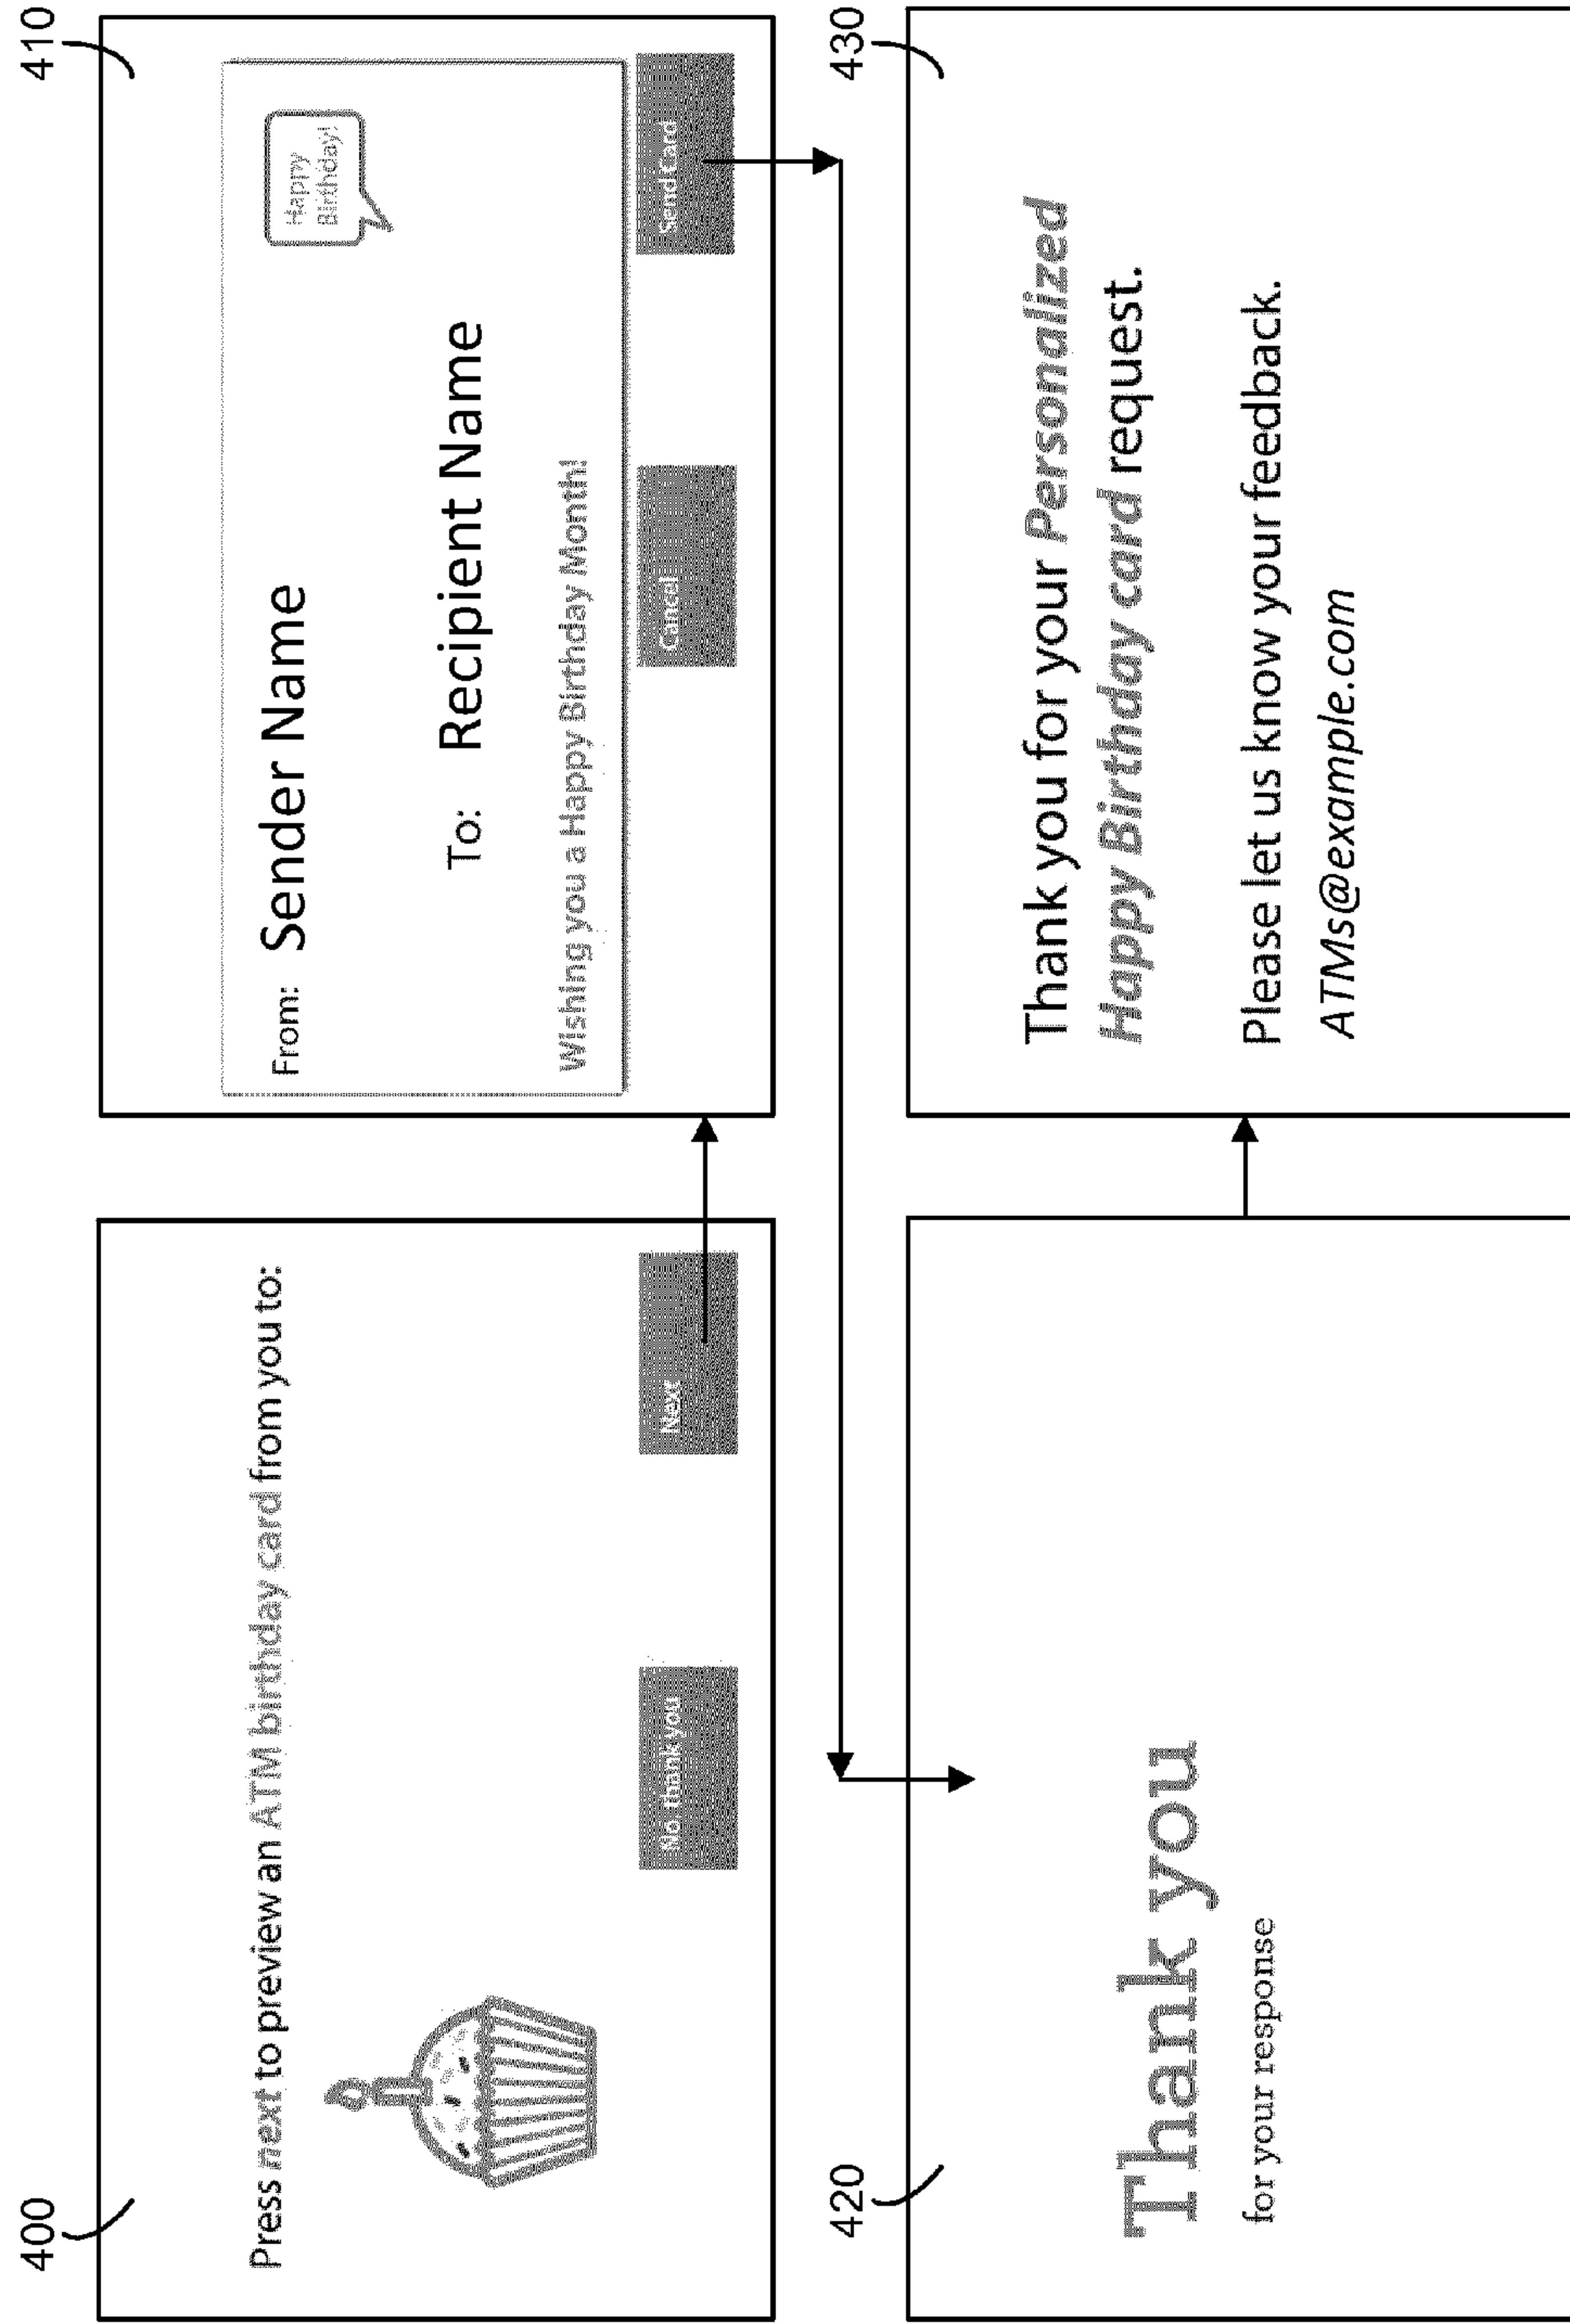 400
Press next to preview an ATM birthday card from you to:
No, thank you
Next
410
From: Sender Name
Happy
Birthday!
To: Recipient Name
Wishing you a Happy Birthday Month!
Cancel
Send Card
420
Thank you
for your response
430
Thank you for your Personalized
Happy Birthday card request.
Please let us know your feedback.
ATMs@example.com